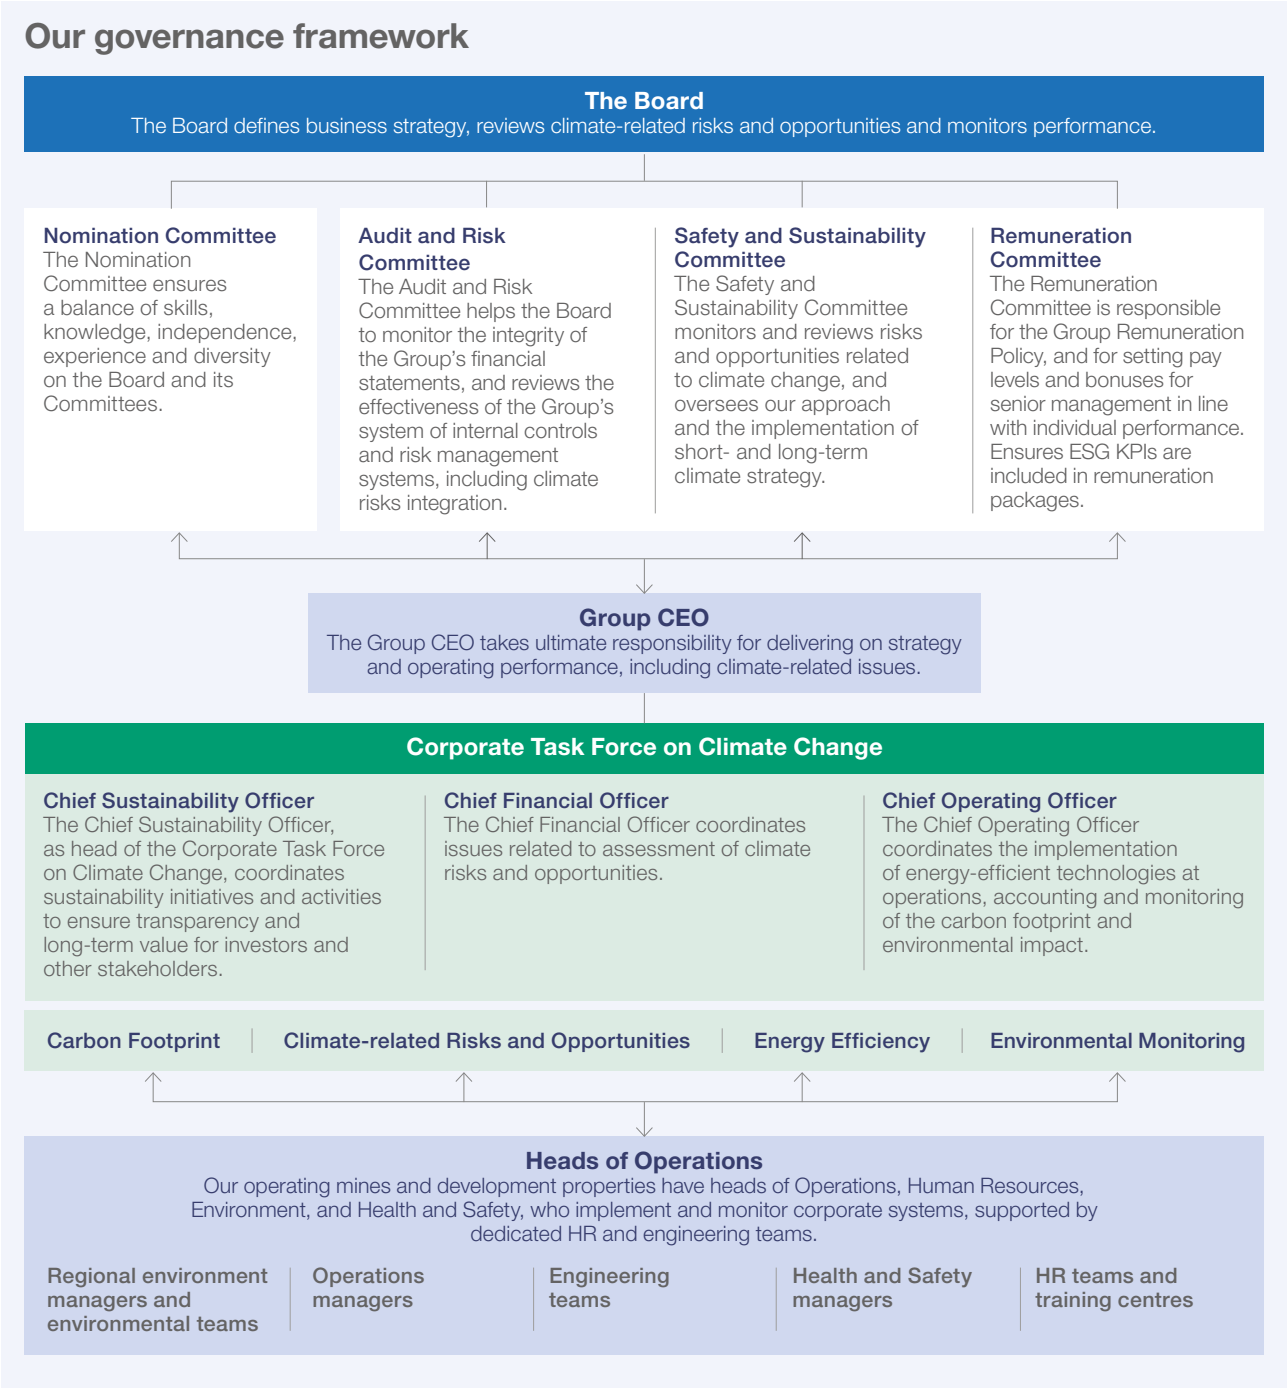 Our governance framework
The Board
The Board defines business strategy, reviews climate-related risks and opportunities and monitors performance.
Nomination Committee
The Nomination
Committee ensures
a balance of skills,
knowledge, independence,
experience and diversity
on the Board and its
Committees.
Audit and Risk
Committee
The Audit and Risk
Committee helps the Board
to monitor the integrity of
the Group’s financial
statements, and reviews the
effectiveness of the Group’s
system of internal controls
and risk management
systems, including climate
risks integration.
Safety and Sustainability
Committee
The Safety and
Sustainability Committee
monitors and reviews risks
and opportunities related
to climate change, and
oversees our approach
and the implementation of
short- and long-term
climate strategy.
Remuneration
Committee
The Remuneration
Committee is responsible
for the Group Remuneration
Policy, and for setting pay
levels and bonuses for
senior management in line
with individual performance.
Ensures ESG KPIs are
included in remuneration
packages.
Group CEO
The Group CEO takes ultimate responsibility for delivering on strategy
and operating performance, including climate-related issues.
Corporate Task Force on Climate Change
Chief Sustainability Officer
The Chief Sustainability Officer,
as head of the Corporate Task Force
on Climate Change, coordinates
sustainability initiatives and activities
to ensure transparency and
long-term value for investors and
other stakeholders.
Chief Financial Officer
The Chief Financial Officer coordinates
issues related to assessment of climate
risks and opportunities.
Chief Operating Officer
The Chief Operating Officer
coordinates the implementation
of energy-efficient technologies at
operations, accounting and monitoring
of the carbon footprint and
environmental impact.
Carbon Footprint
Climate-related Risks and Opportunities
Energy Efficiency
Environmental Monitoring
Heads of Operations
Our operating mines and development properties have heads of Operations, Human Resources,
Environment, and Health and Safety, who implement and monitor corporate systems, supported by
dedicated HR and engineering teams.
Regional environment
managers and
environmental teams
Operations
managers
Engineering
teams
Health and Safety
managers
HR teams and
training centres